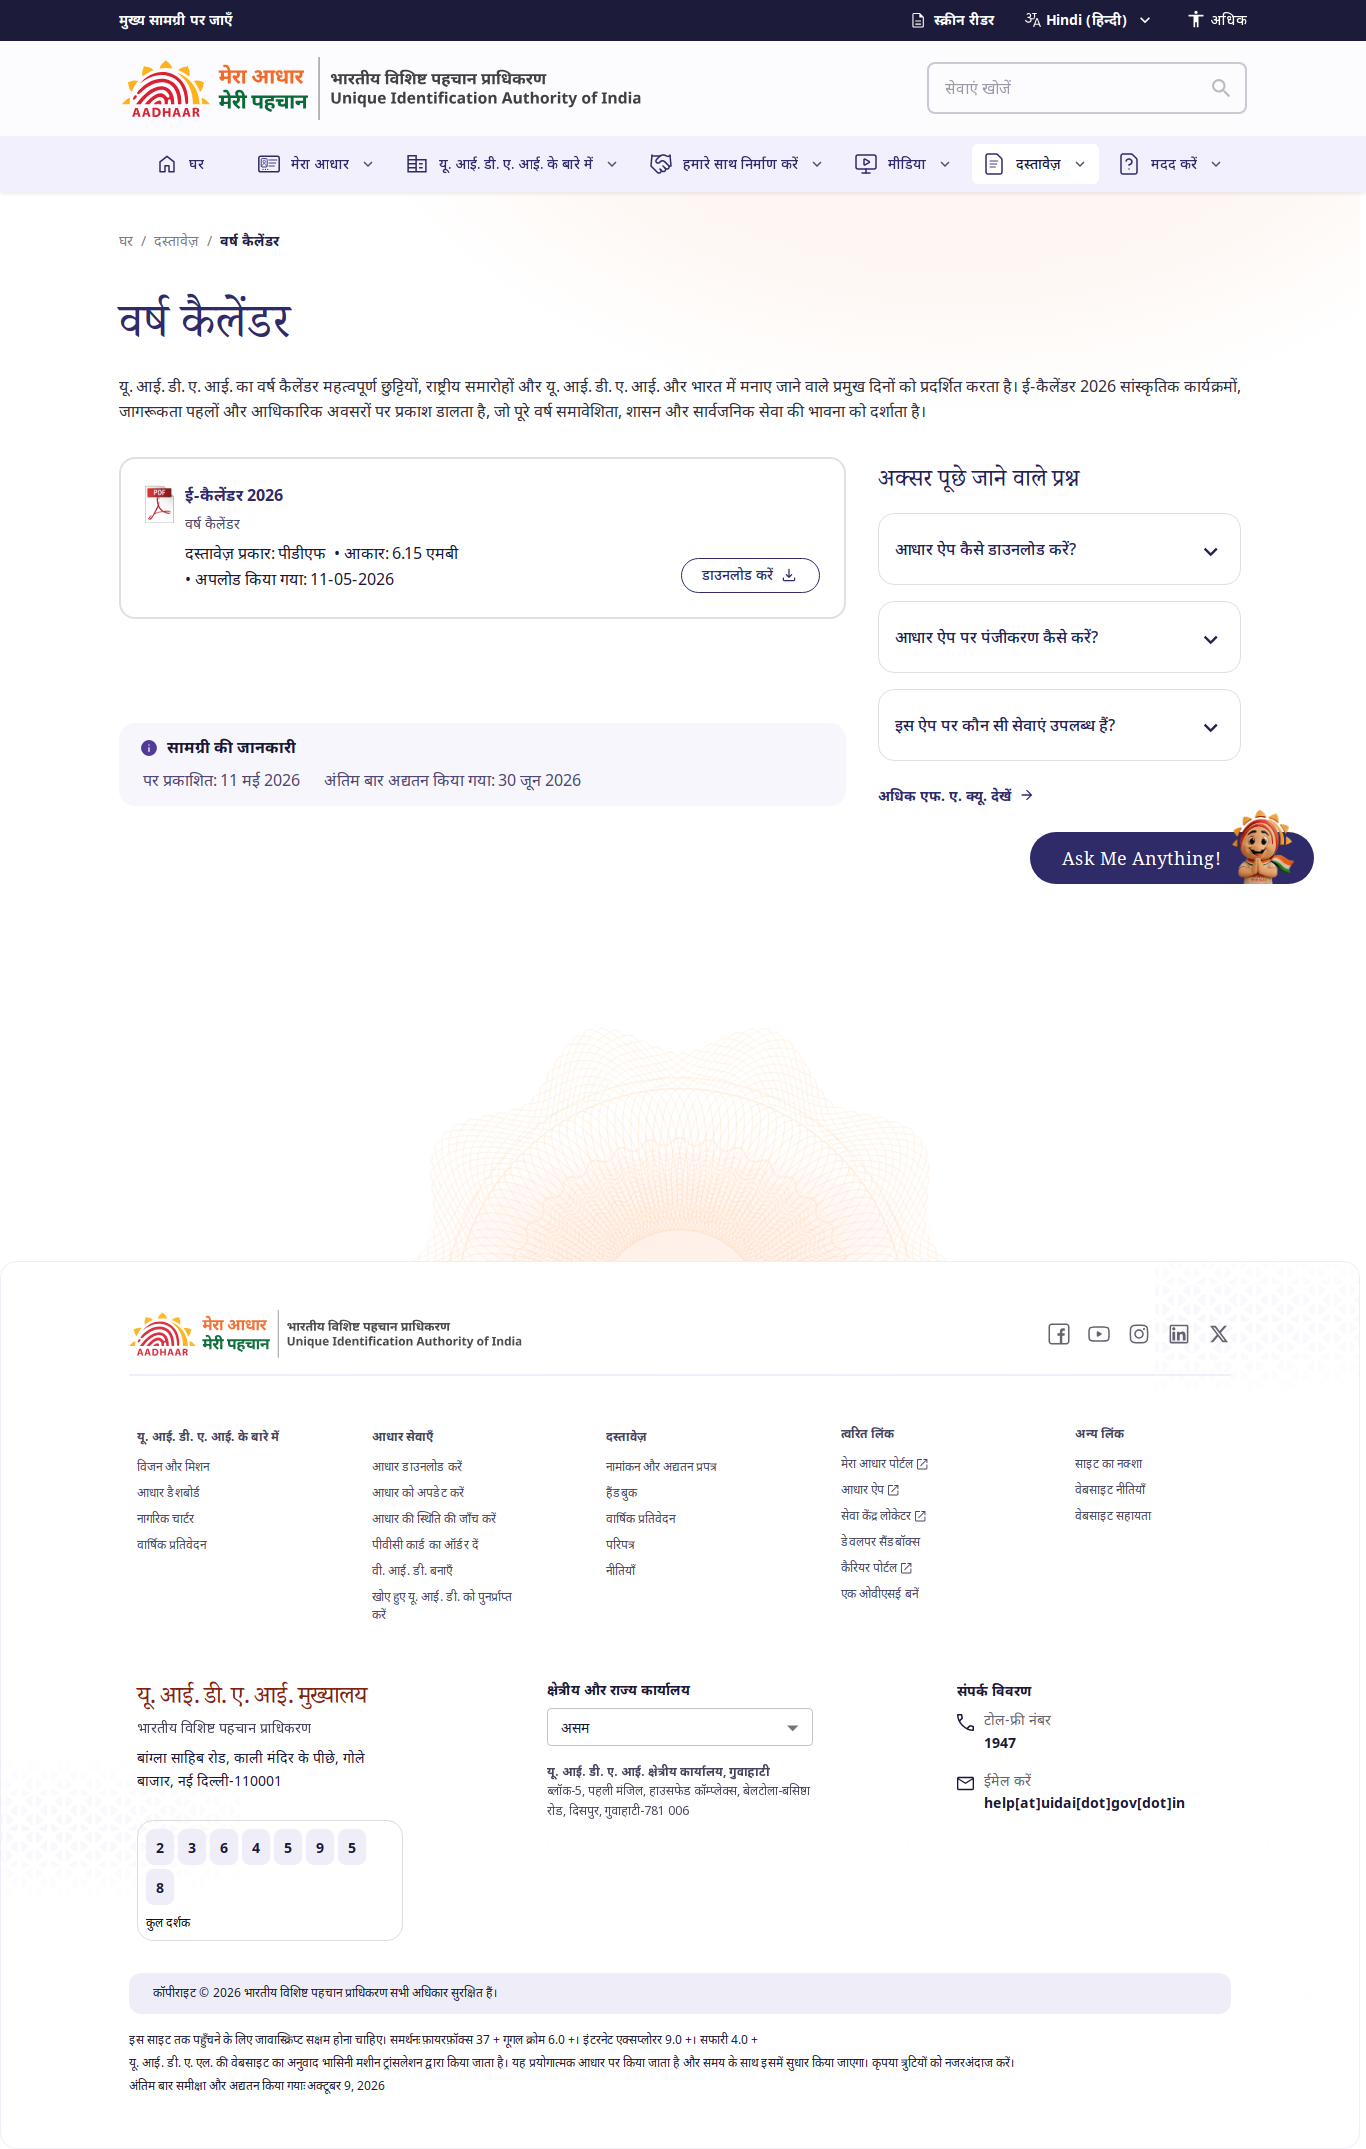 मुख्य सामग्री पर जाएँ
स्क्रीन रीडर
Hindi (हिन्दी)
अधिक
AADHAAR
मेरा आधार
मेरी पहचान
भारतीय विशिष्ट पहचान प्राधिकरण
Unique Identification Authority of India
सेवाएं खोजें
घर
मेरा आधार
यू. आई. डी. ए. आई. के बारे में
हमारे साथ निर्माण करें
मीडिया
दस्तावेज़
मदद करें
घर / दस्तावेज़ / वर्ष कैलेंडर
वर्ष कैलेंडर
यू. आई. डी. ए. आई. का वर्ष कैलेंडर महत्वपूर्ण छुट्टियों, राष्ट्रीय समारोहों और यू. आई. डी. ए. आई. और भारत में मनाए जाने वाले प्रमुख दिनों को प्रदर्शित करता है। ई-कैलेंडर 2026 सांस्कृतिक कार्यक्रमों,
जागरूकता पहलों और आधिकारिक अवसरों पर प्रकाश डालता है, जो पूरे वर्ष समावेशिता, शासन और सार्वजनिक सेवा की भावना को दर्शाता है।
PDF
ई-कैलेंडर 2026
वर्ष कैलेंडर
दस्तावेज़ प्रकार: पीडीएफ • आकार: 6.15 एमबी
• अपलोड किया गया: 11-05-2026
डाउनलोड करें
सामग्री की जानकारी
पर प्रकाशित: 11 मई 2026 अंतिम बार अद्यतन किया गया: 30 जून 2026
अक्सर पूछे जाने वाले प्रश्न
आधार ऐप कैसे डाउनलोड करें?
आधार ऐप पर पंजीकरण कैसे करें?
इस ऐप पर कौन सी सेवाएं उपलब्ध हैं?
अधिक एफ. ए. क्यू. देखें
Ask Me Anything!
AADHAAR
मेरा आधार
मेरी पहचान
भारतीय विशिष्ट पहचान प्राधिकरण
Unique Identification Authority of India
यू. आई. डी. ए. आई. के बारे में
विजन और मिशन
आधार डैशबोर्ड
नागरिक चार्टर
वार्षिक प्रतिवेदन
आधार सेवाएँ
आधार डाउनलोड करें
आधार को अपडेट करें
आधार की स्थिति की जाँच करें
पीवीसी कार्ड का ऑर्डर दें
वी. आई. डी. बनाएँ
खोए हुए यू. आई. डी. को पुनर्प्राप्त
करें
दस्तावेज़
नामांकन और अद्यतन प्रपत्र
हैंडबुक
वार्षिक प्रतिवेदन
परिपत्र
नीतियाँ
त्वरित लिंक
मेरा आधार पोर्टल
आधार ऐप
सेवा केंद्र लोकेटर
डेवलपर सैंडबॉक्स
कैरियर पोर्टल
एक ओवीएसई बनें
अन्य लिंक
साइट का नक्शा
वेबसाइट नीतियाँ
वेबसाइट सहायता
यू. आई. डी. ए. आई. मुख्यालय
भारतीय विशिष्ट पहचान प्राधिकरण
बांग्ला साहिब रोड, काली मंदिर के पीछे, गोले
बाजार, नई दिल्ली-110001
2 3 6 4 5 9 5
8
कुल दर्शक
क्षेत्रीय और राज्य कार्यालय
असम
यू. आई. डी. ए. आई. क्षेत्रीय कार्यालय, गुवाहाटी
ब्लॉक-5, पहली मंजिल, हाउसफेड कॉम्प्लेक्स, बेलटोला-बसिष्ठा
रोड, दिसपुर, गुवाहाटी-781 006
संपर्क विवरण
टोल-फ्री नंबर
1947
ईमेल करें
help[at]uidai[dot]gov[dot]in
कॉपीराइट © 2026 भारतीय विशिष्ट पहचान प्राधिकरण सभी अधिकार सुरक्षित हैं।
इस साइट तक पहुँचने के लिए जावास्क्रिप्ट सक्षम होना चाहिए। समर्थनः फ़ायरफ़ॉक्स 37 + गूगल क्रोम 6.0 +। इंटरनेट एक्सप्लोरर 9.0 +। सफारी 4.0 +
यू. आई. डी. ए. एल. की वेबसाइट का अनुवाद भासिनी मशीन ट्रांसलेशन द्वारा किया जाता है। यह प्रयोगात्मक आधार पर किया जाता है और समय के साथ इसमें सुधार किया जाएगा। कृपया त्रुटियों को नजरअंदाज करें।
अंतिम बार समीक्षा और अद्यतन किया गयाः अक्टूबर 9, 2026